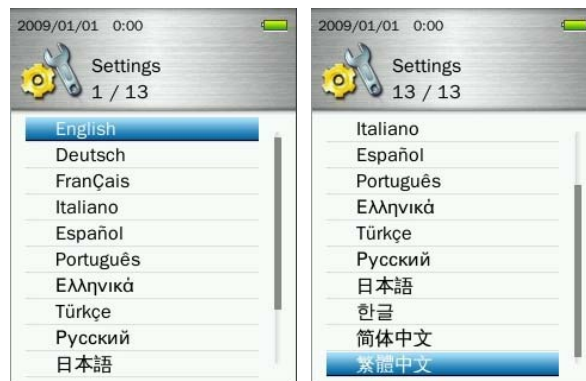 2009/01/01 0:00
Settings
1 / 13
English
Deutsch
FranÇais
Italiano
Español
Português
Ελληνικά
Türkçe
Русский
日本語
2009/01/01 0:00
Settings
13 / 13
Italiano
Español
Português
Ελληνικά
Türkçe
Русский
日本語
한글
简体中文
繁體中文